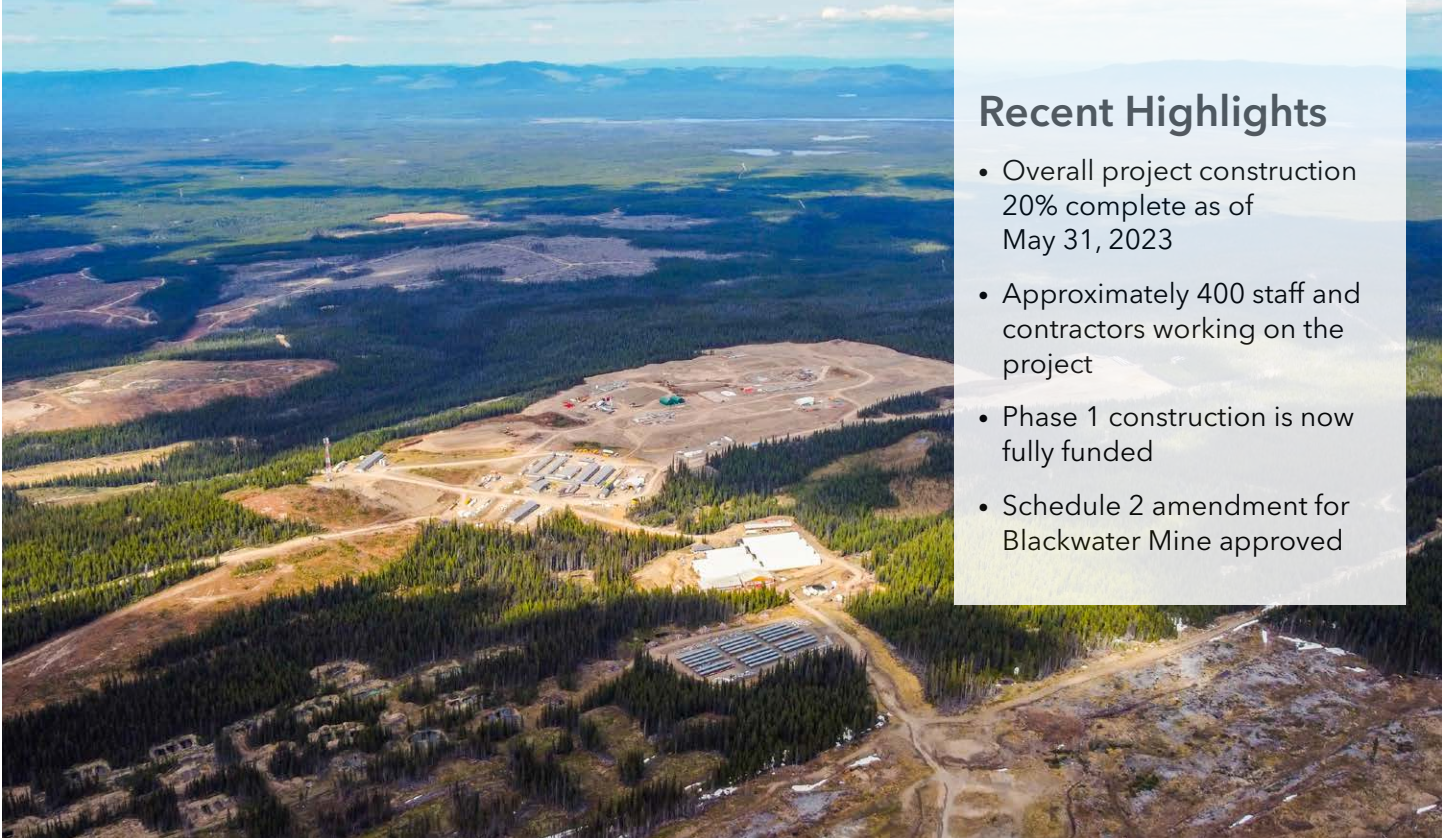 Recent Highlights
• Overall project construction
20% complete as of
May 31, 2023
• Approximately 400 staff and
contractors working on the
project
• Phase 1 construction is now
fully funded
• Schedule 2 amendment for
Blackwater Mine approved